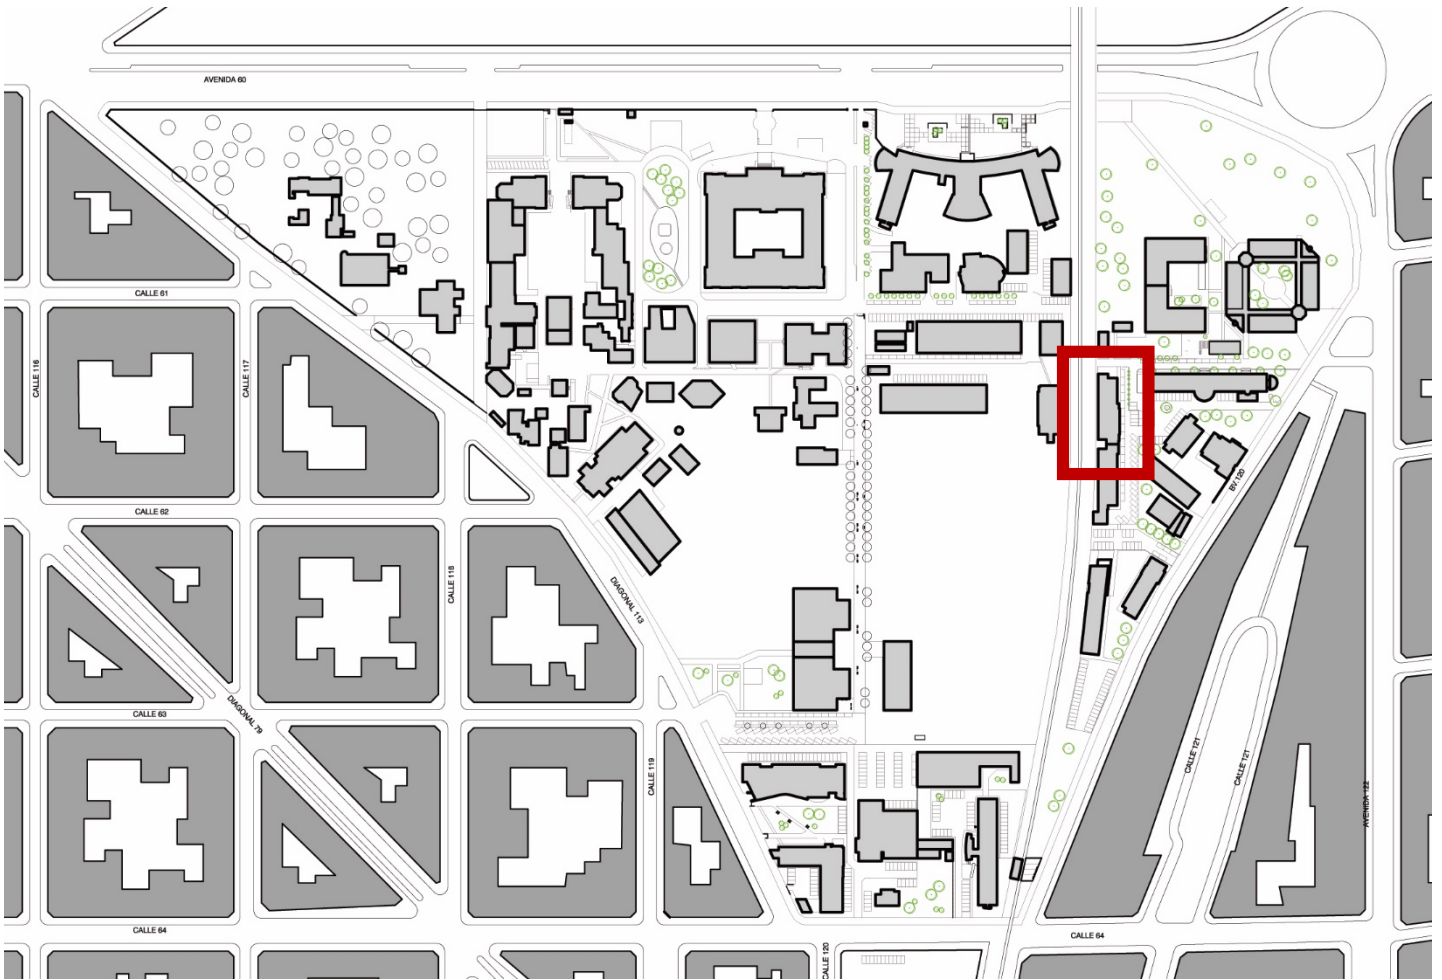 AVENIDA 60
CALLE 61
CALLE 116
CALLE 117
CALLE 62
CALLE 118
DIAGONAL 113
BV. 120
CALLE 63
DIAGONAL 79
CALLE 119
CALLE 121
CALLE 121
AVENIDA 122
CALLE 64
CALLE 120
CALLE 64